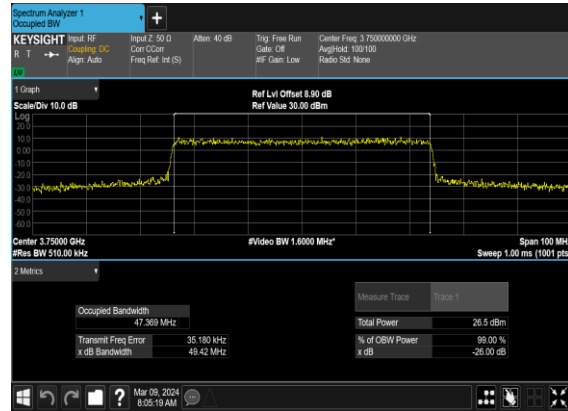 Spectrum Analyzer 1
Occupied BW
+
KEYSIGHT Input: RF Input Z: 50 Ω Atten: 40 dB Trig: Free Run Center Freq: 3.750000000 GHz
R T Coupling: DC Corr CCorr Gate: Off Avg|Hold: 100/100
Align: Auto Freq Ref: Int (S) #IF Gain: Low Radio Std: None
LW
1 Graph Ref Lvl Offset 8.90 dB
Scale/Div 10.0 dB Ref Value 30.00 dBm
Log
20.0
10.0
0.00
-10.0
-20.0
-30.0
-40.0
-50.0
-60.0
Center 3.75000 GHz #Video BW 1.6000 MHz* Span 100 MH
#Res BW 510.00 kHz Sweep 1.00 ms (1001 pts
2 Metrics
Measure Trace Trace 1
Occupied Bandwidth
47.369 MHz Total Power 26.5 dBm
Transmit Freq Error 35.180 kHz % of OBW Power 99.00 %
x dB Bandwidth 49.42 MHz x dB -26.00 dB
? Mar 09, 2024
8:05:19 AM